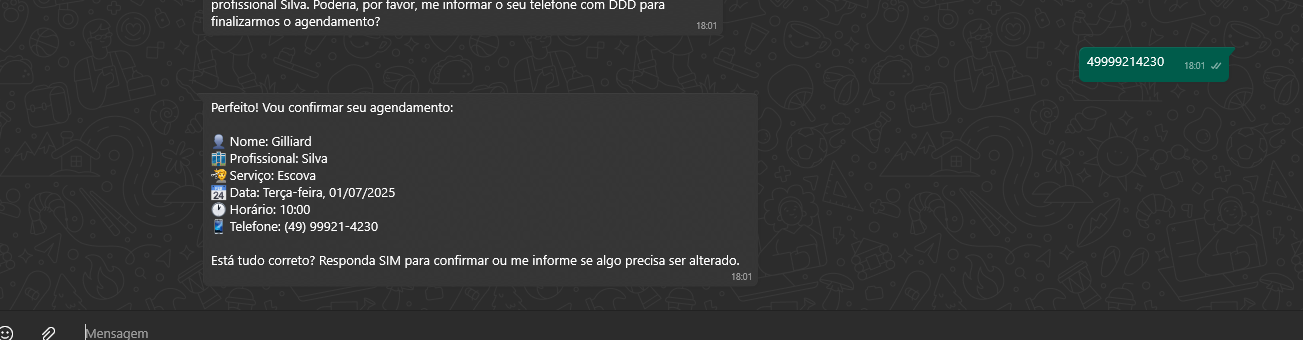 profissional Silva. Poderia, por favor, me informar o seu telefone com DDD para
finalizarmos o agendamento?
18:01
49999214230
18:01
Perfeito! Vou confirmar seu agendamento:
Nome: Gilliard
Profissional: Silva
Serviço: Escova
24 Data: Terça-feira, 01/07/2025
Horário: 10:00
Telefone: (49) 99921-4230
Está tudo correto? Responda SIM para confirmar ou me informe se algo precisa ser alterado.
18:01
Mensagem